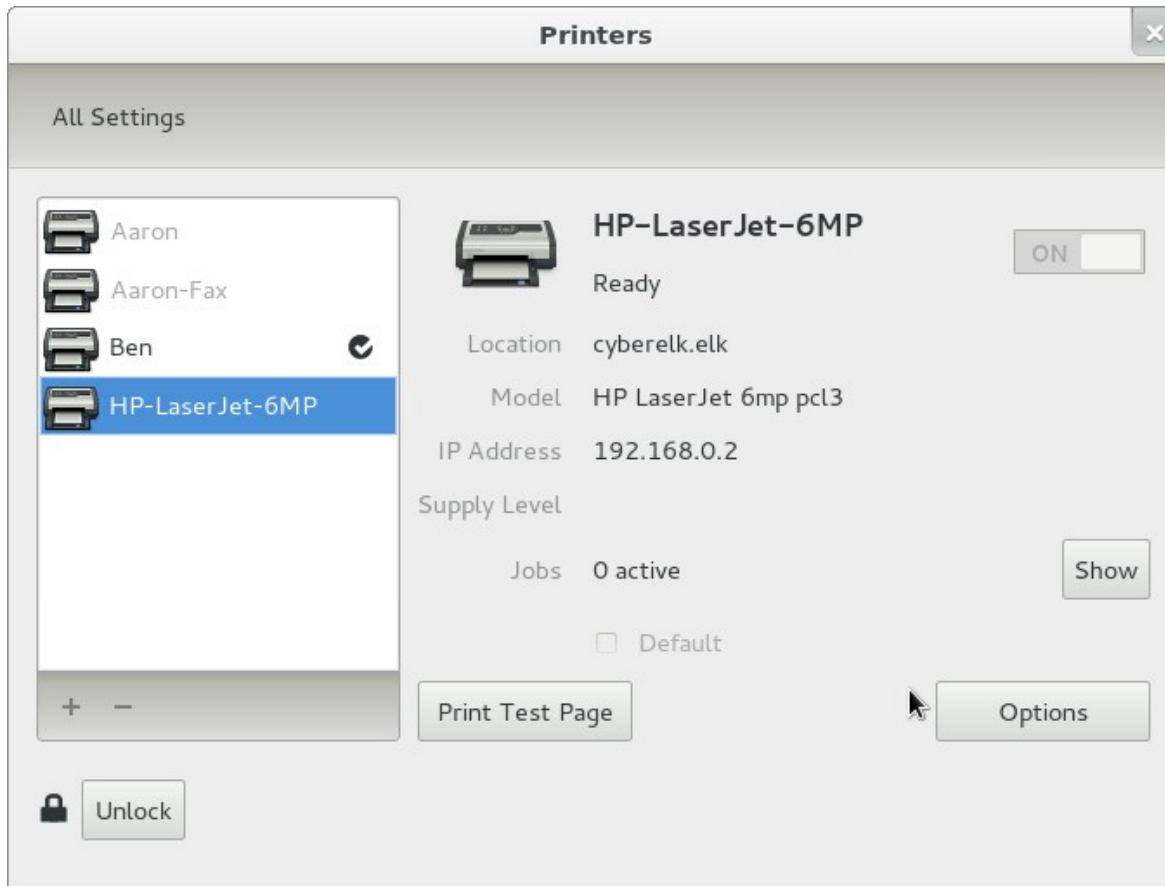 Printers
All Settings
Aaron
Aaron-Fax
Ben
HP-LaserJet-6MP
+ −
HP-LaserJet-6MP
ON
Ready
Location cyberelk.elk
Model HP LaserJet 6mp pcl3
IP Address 192.168.0.2
Supply Level
Jobs 0 active
Show
Default
Print Test Page
Options
Unlock